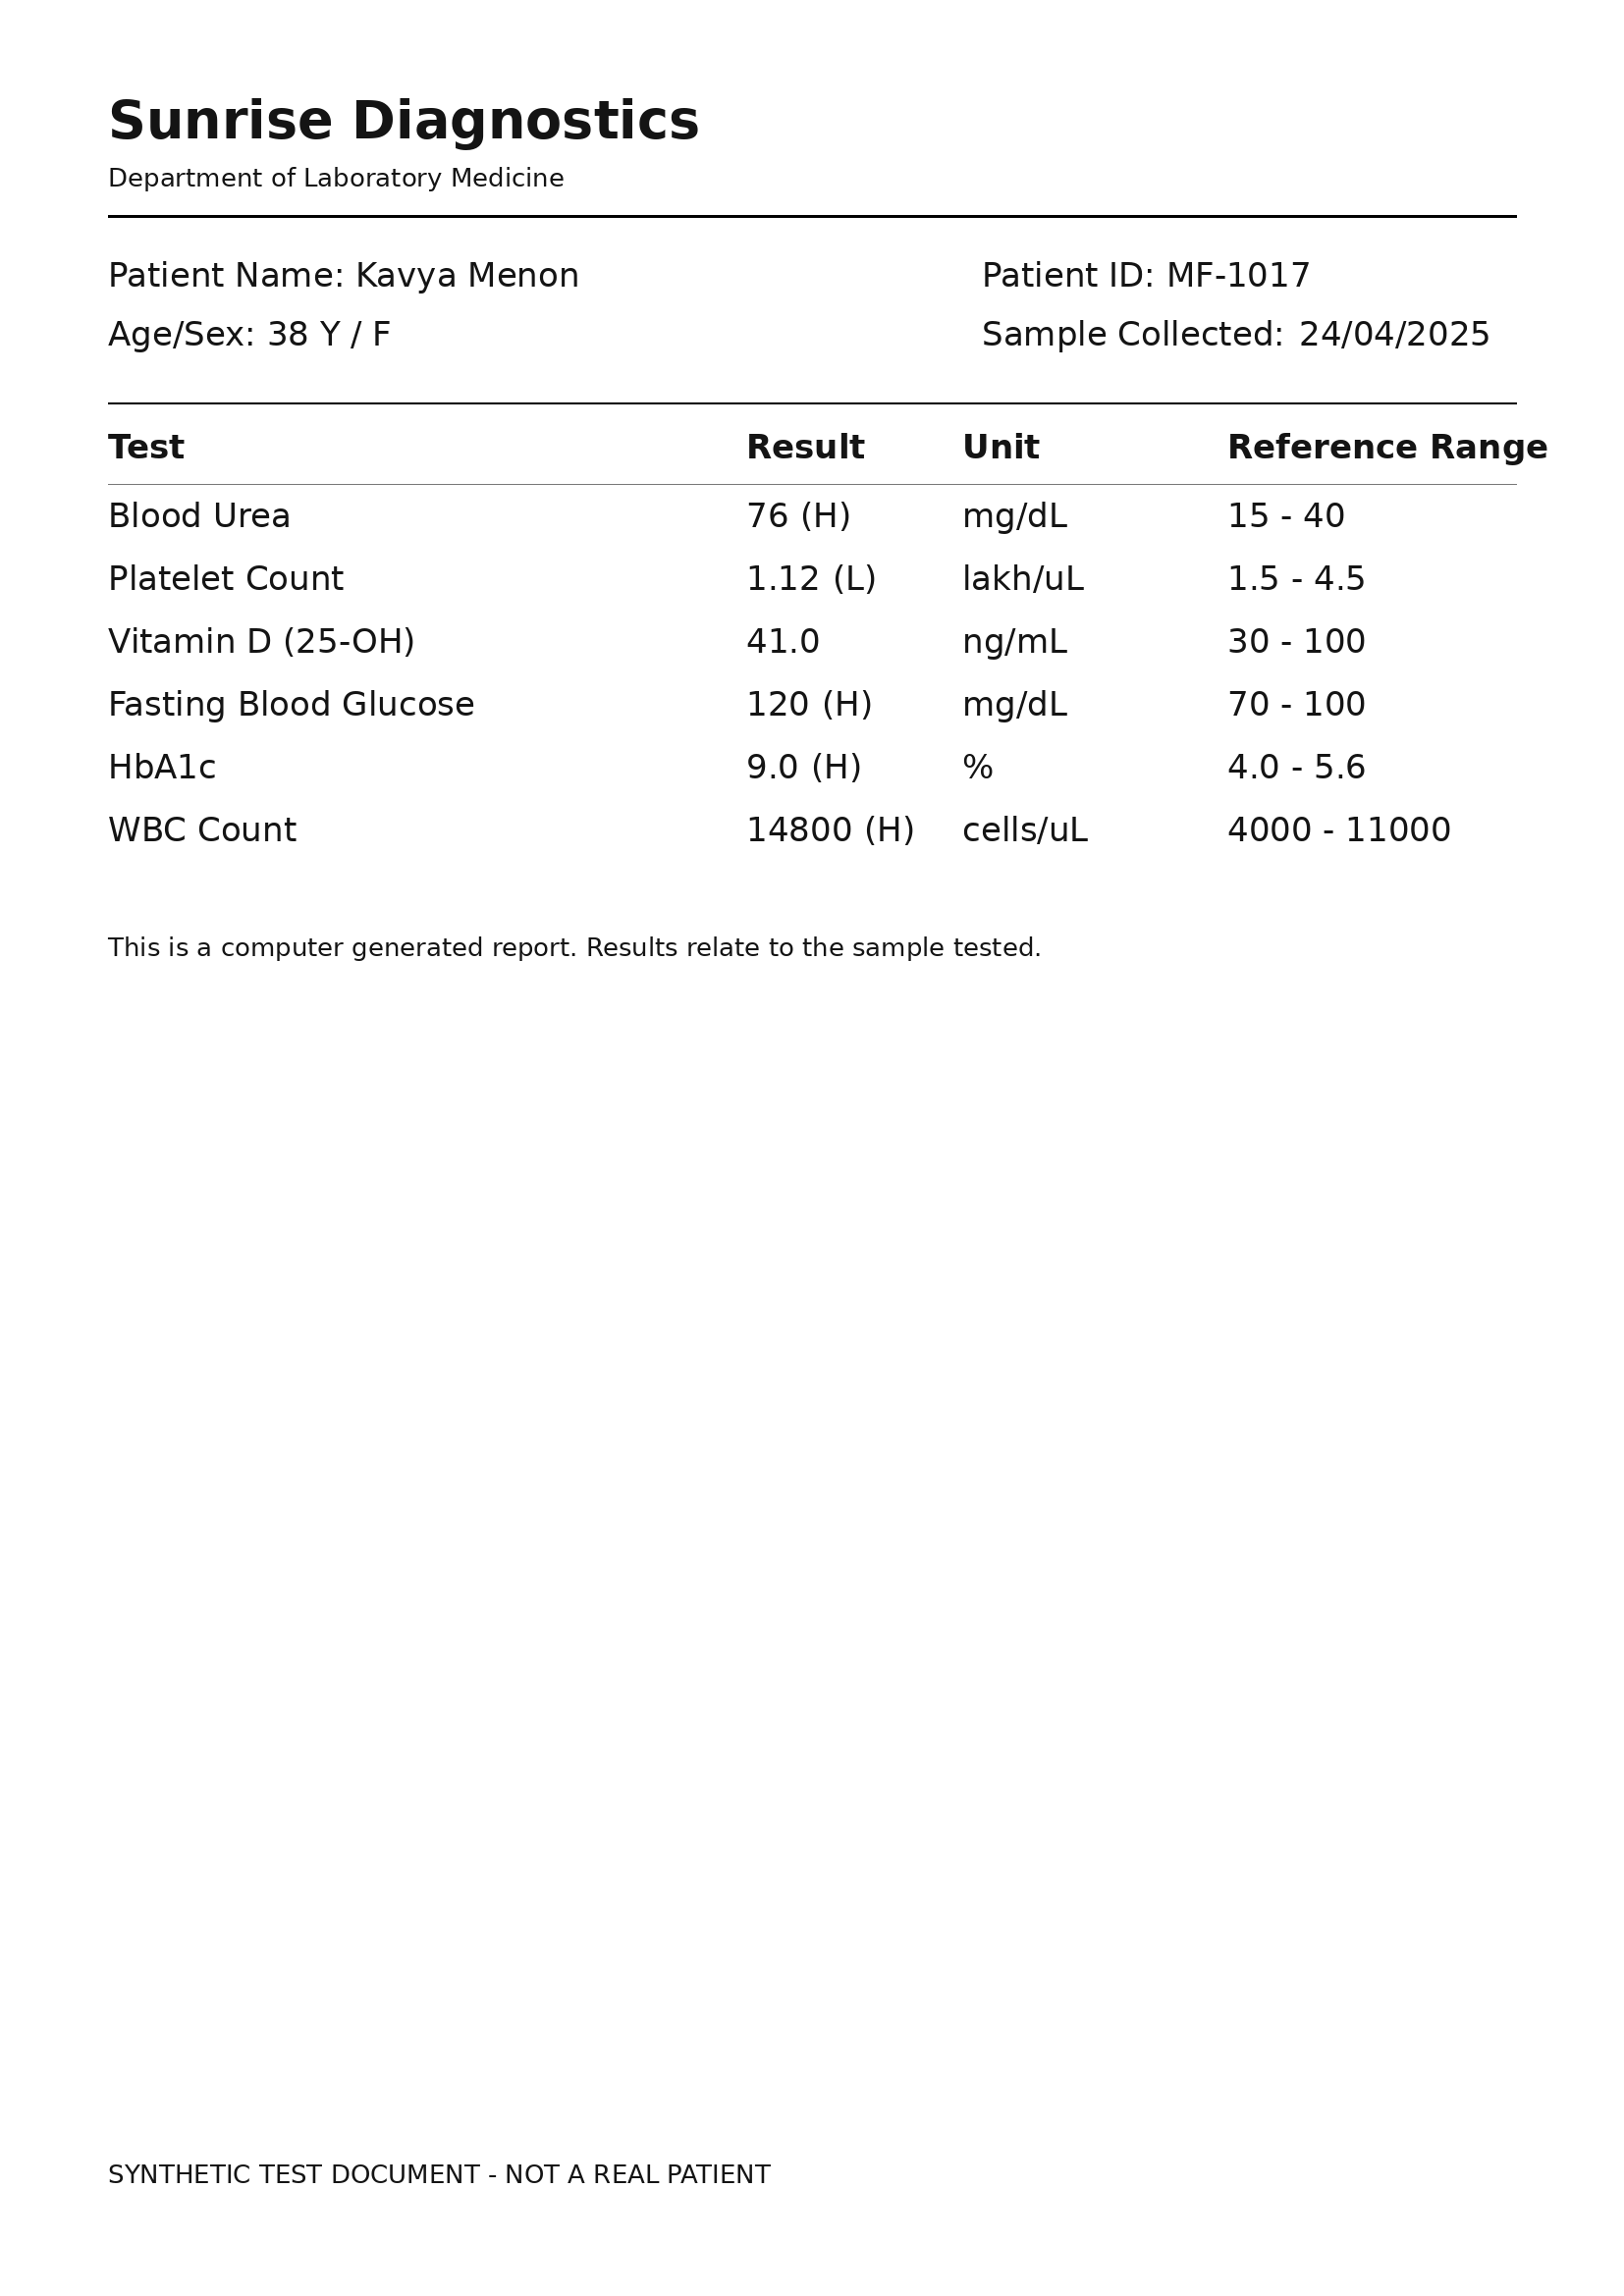 Sunrise Diagnostics
Department of Laboratory Medicine
Patient Name: Kavya Menon Patient ID: MF-1017
Age/Sex: 38 Y / F Sample Collected: 24/04/2025
Test Result Unit Reference Range
Blood Urea 76 (H) mg/dL 15 - 40
Platelet Count 1.12 (L) lakh/uL 1.5 - 4.5
Vitamin D (25-OH) 41.0 ng/mL 30 - 100
Fasting Blood Glucose 120 (H) mg/dL 70 - 100
HbA1c 9.0 (H) % 4.0 - 5.6
WBC Count 14800 (H) cells/uL 4000 - 11000
This is a computer generated report. Results relate to the sample tested.
SYNTHETIC TEST DOCUMENT - NOT A REAL PATIENT